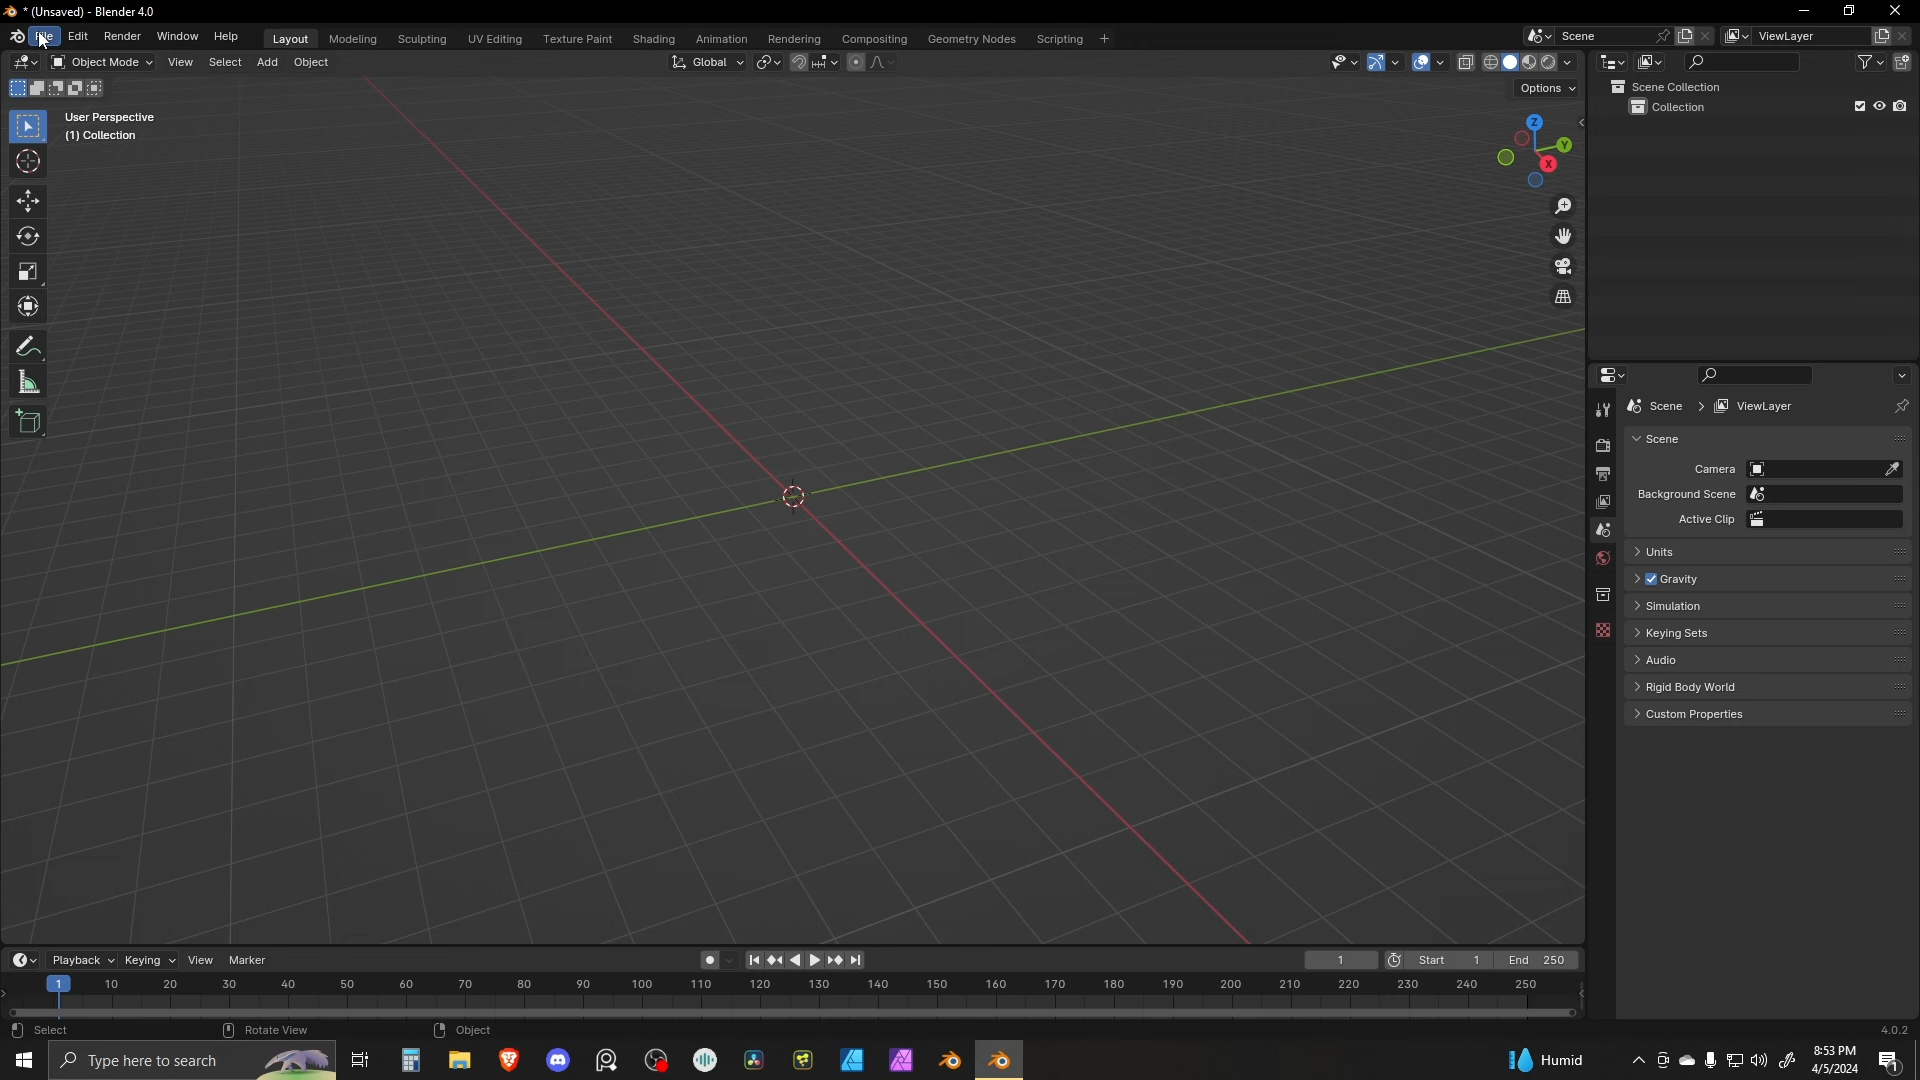 * (Unsaved) - Blender 4.0
File Edit Render Window Help Layout Modeling Sculpting UV Editing Texture Paint Shading Animation Rendering Compositing Geometry Nodes Scripting + Scene ViewLayer
Object Mode View Select Add Object Global
Options
User Perspective
(1) Collection
Z
Y
X
Scene Collection
Collection
Scene > ViewLayer
Scene
Camera
Background Scene
Active Clip
Units
Gravity
Simulation
Keying Sets
Audio
Rigid Body World
Custom Properties
Playback Keying View Marker 1 Start 1 End 250
1 10 20 30 40 50 60 70 80 90 100 110 120 130 140 150 160 170 180 190 200 210 220 230 240 250
Select Rotate View Object 4.0.2
Type here to search Humid 8:53 PM
4/5/2024
1